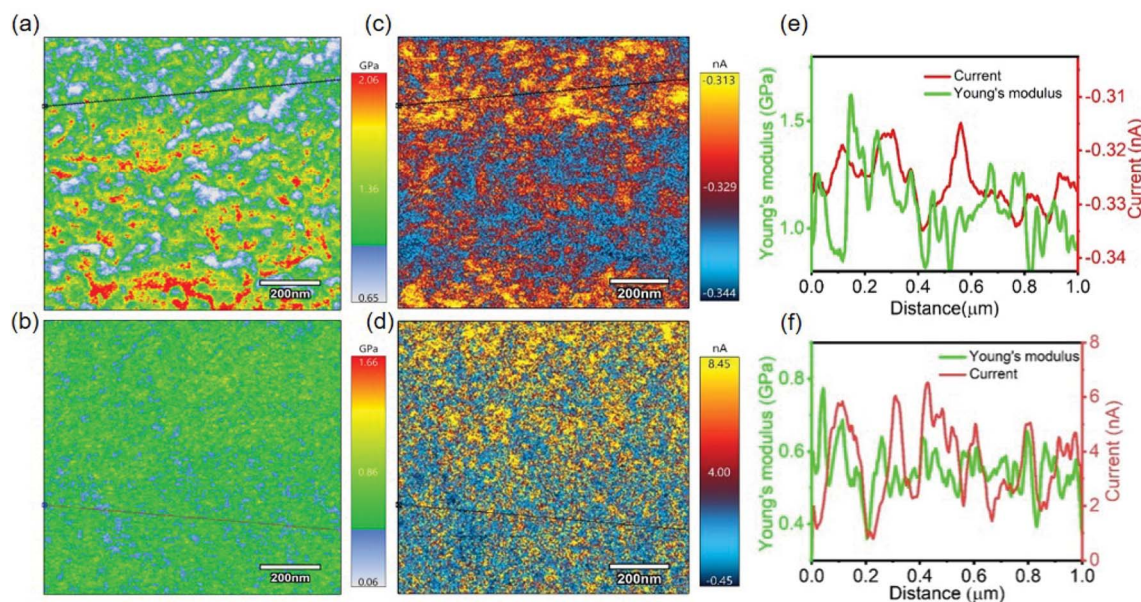 (a)
GPa
2.06
1.36
0.65
200nm
(c)
nA
-0.313
-0.329
-0.344
200nm
(e)
Current
Young's modulus
Young's modulus (GPa)
1.5
1.0
-0.31
-0.32
-0.33
-0.34
Current (nA)
0.0 0.2 0.4 0.6 0.8 1.0
Distance(μm)
(b)
GPa
1.66
0.86
0.06
200nm
(d)
nA
8.45
4.00
-0.45
200nm
(f)
Young's modulus
Current
Young's modulus (GPa)
0.8
0.6
0.4
8
6
4
2
0
Current (nA)
0.0 0.2 0.4 0.6 0.8 1.0
Distance (μm)